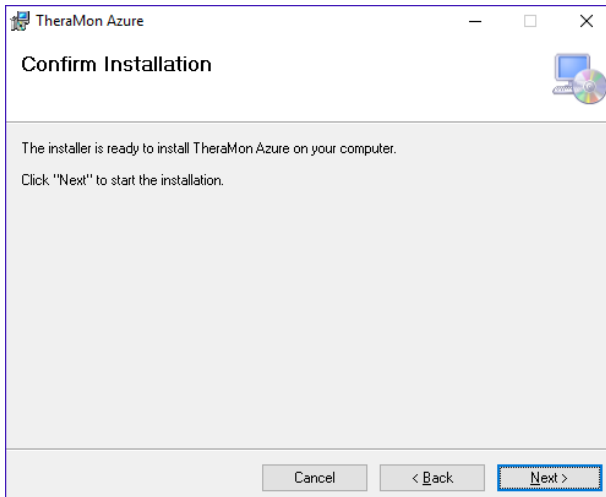 TheraMon Azure
Confirm Installation
The installer is ready to install TheraMon Azure on your computer.
Click "Next" to start the installation.
Cancel
< Back
Next >